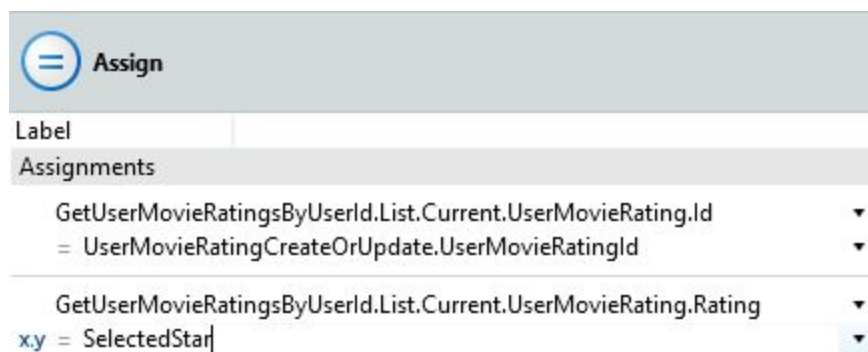 Assign
Label
Assignments
GetUserMovieRatingsByUserId.List.Current.UserMovieRating.Id
= UserMovieRatingCreateOrUpdate.UserMovieRatingId
GetUserMovieRatingsByUserId.List.Current.UserMovieRating.Rating
x.y = SelectedStar